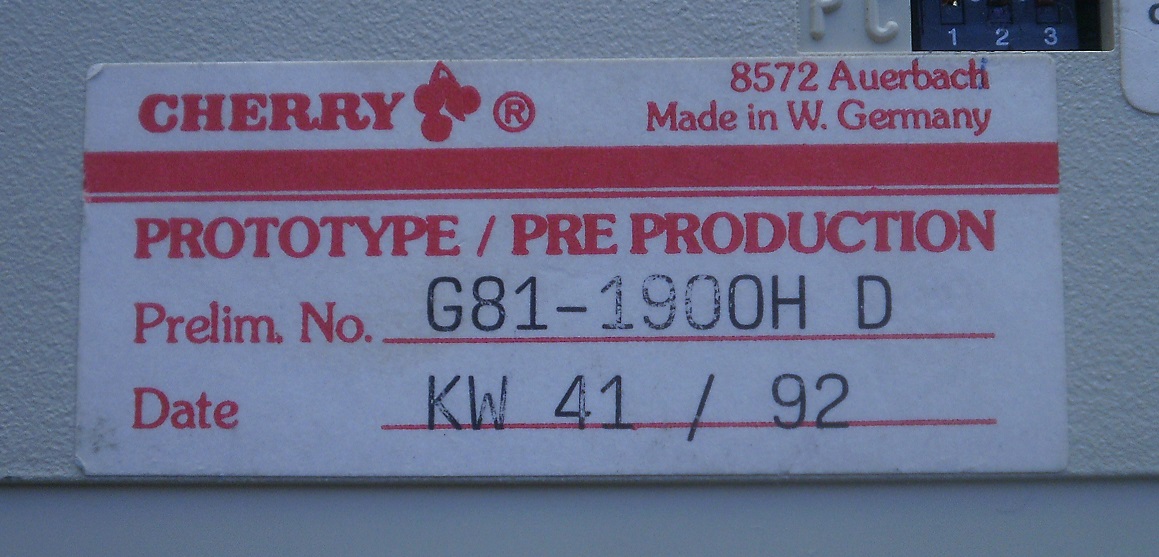 1 2 3
CHERRY ®
8572 Auerbach
Made in W. Germany
PROTOTYPE / PRE PRODUCTION
Prelim. No. G81-1900H D
Date KW 41 / 92